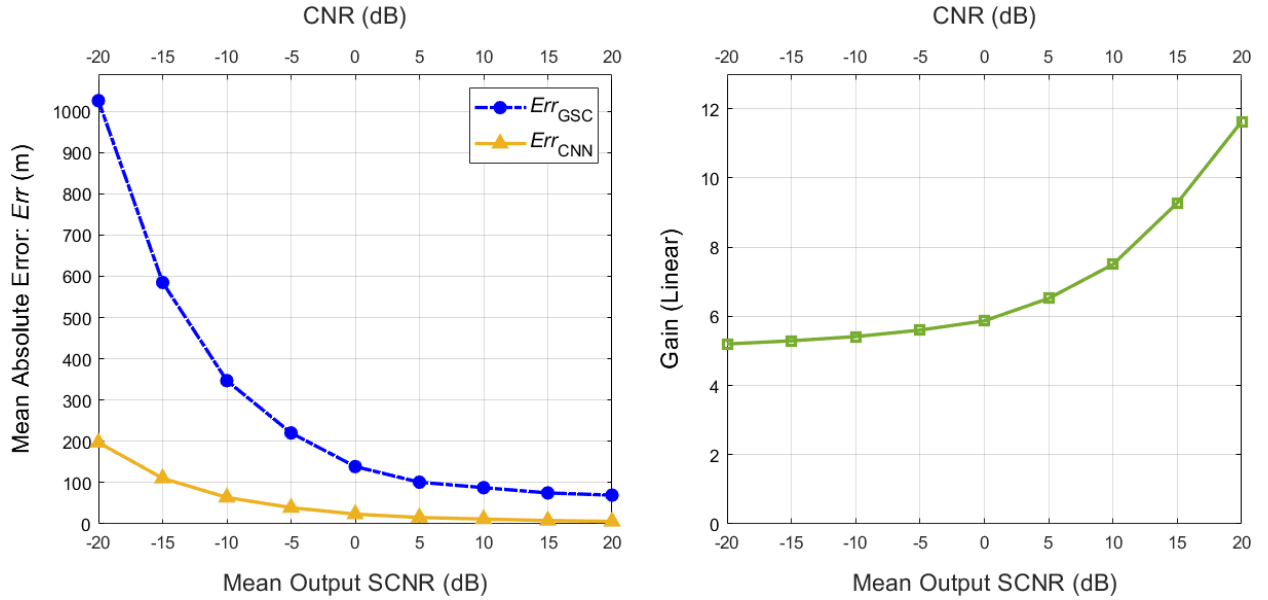 CNR (dB)
-20 -15 -10 -5 0 5 10 15 20
1000
900
800
700
600
500
400
300
200
100
0
Mean Absolute Error: Err (m)
Err_GSC
Err_CNN
-20 -15 -10 -5 0 5 10 15 20
Mean Output SCNR (dB)
CNR (dB)
-20 -15 -10 -5 0 5 10 15 20
12
10
8
6
4
2
0
Gain (Linear)
-20 -15 -10 -5 0 5 10 15 20
Mean Output SCNR (dB)